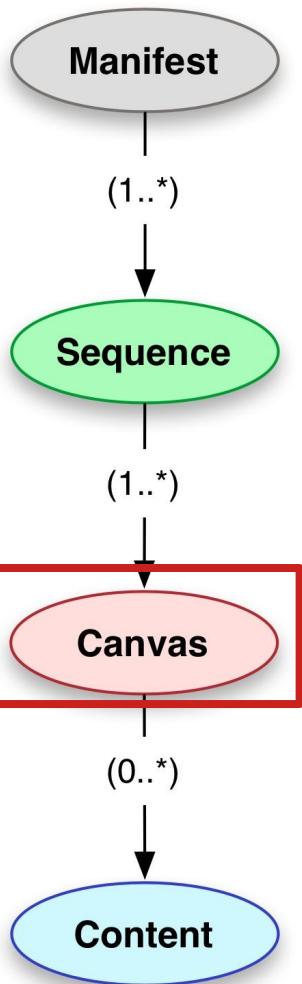 Manifest
(1..*)
Sequence
(1..*)
Canvas
(0..*)
Content